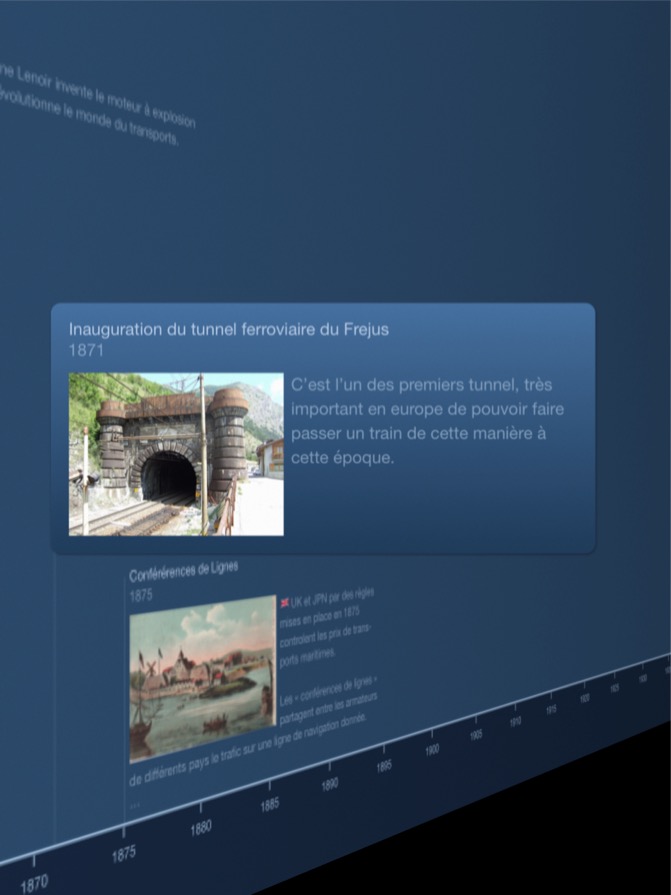 ne Lenoir invente le moteur à explosion
évolutionne le monde du transports.
Inauguration du tunnel ferroviaire du Frejus
1871
C'est l'un des premiers tunnel, très
important en europe de pouvoir faire
passer un train de cette manière à
cette époque.
Conférérences de Lignes
1875
UK et JPN par des règles
mises en place en 1875
controlent les prix de trans-
ports maritimes.
Les « conférences de lignes »
partagent entre les armateurs
de différents pays le trafic sur une ligne de navigation donnée.
...
1870 1875 1880 1885 1890 1895 1900 1905 1910 1915 1920 1925 1930